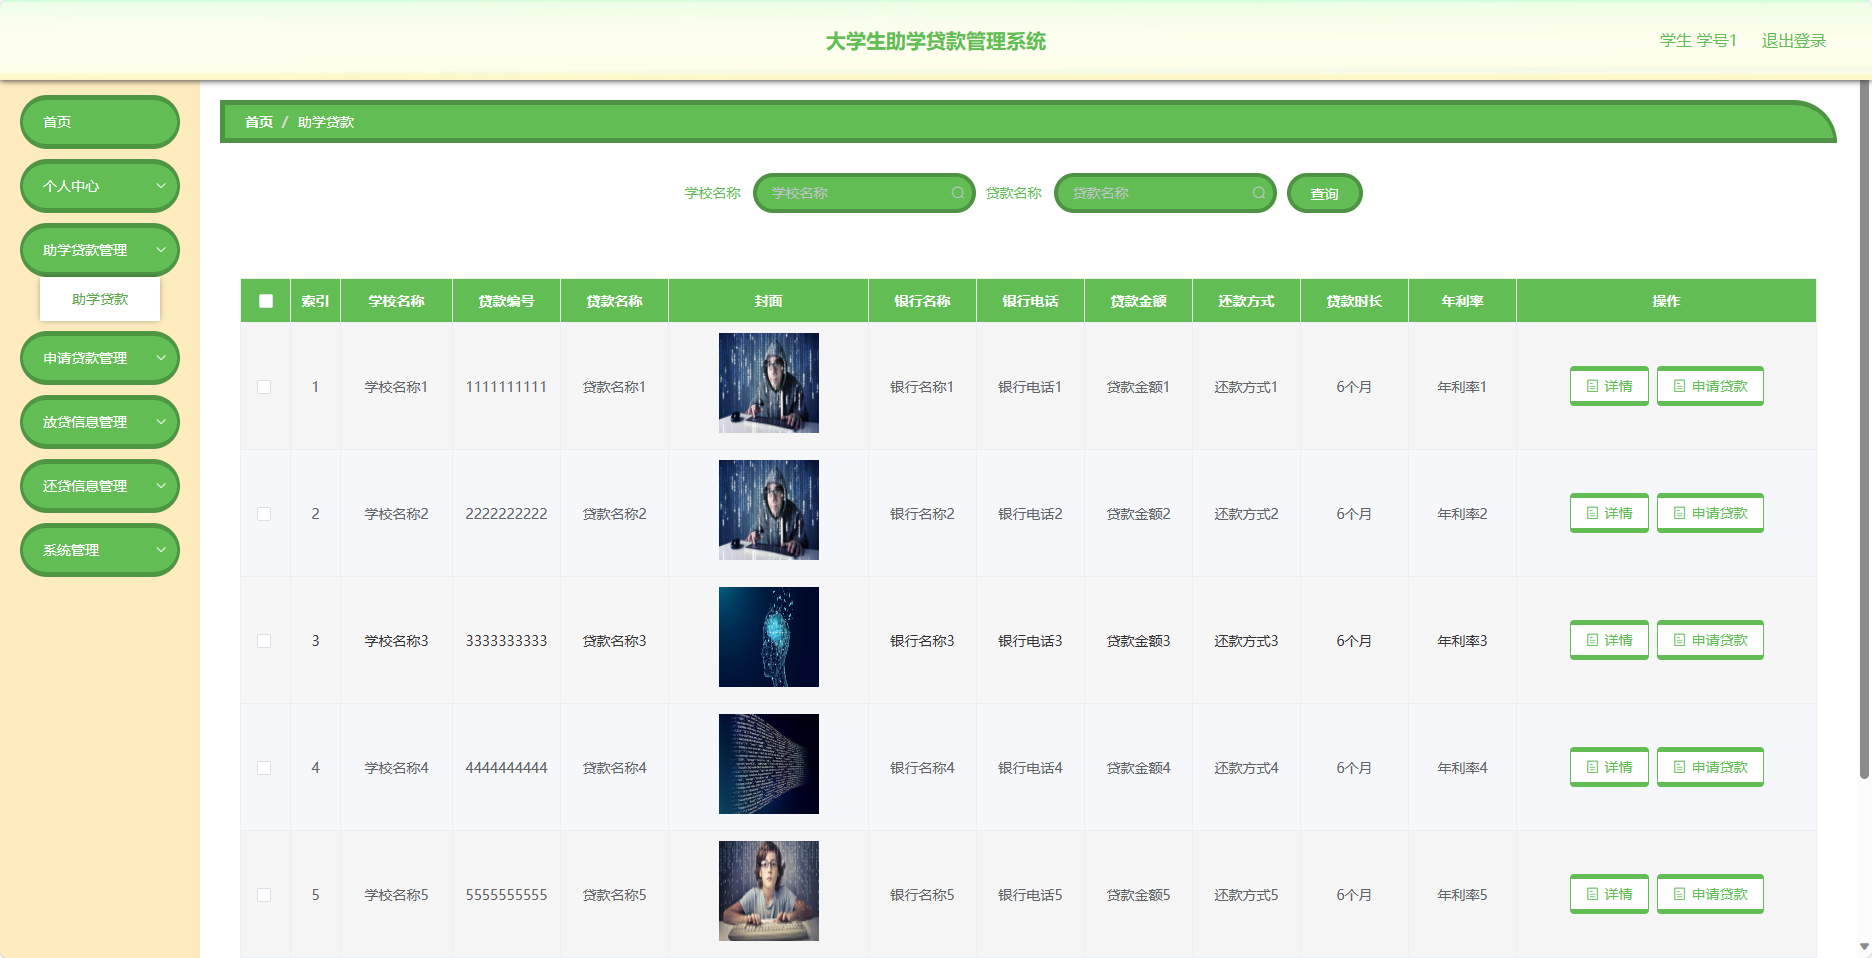 大学生助学贷款管理系统
学生 学号1 退出登录
首页
个人中心
助学贷款管理
助学贷款
申请贷款管理
放贷信息管理
还贷信息管理
系统管理
首页 / 助学贷款
学校名称 学校名称 贷款名称 贷款名称 查询
索引 学校名称 贷款编号 贷款名称 封面 银行名称 银行电话 贷款金额 还款方式 贷款时长 年利率 操作
1 学校名称1 1111111111 贷款名称1 银行名称1 银行电话1 贷款金额1 还款方式1 6个月 年利率1 详情 申请贷款
2 学校名称2 2222222222 贷款名称2 银行名称2 银行电话2 贷款金额2 还款方式2 6个月 年利率2 详情 申请贷款
3 学校名称3 3333333333 贷款名称3 银行名称3 银行电话3 贷款金额3 还款方式3 6个月 年利率3 详情 申请贷款
4 学校名称4 4444444444 贷款名称4 银行名称4 银行电话4 贷款金额4 还款方式4 6个月 年利率4 详情 申请贷款
5 学校名称5 5555555555 贷款名称5 银行名称5 银行电话5 贷款金额5 还款方式5 6个月 年利率5 详情 申请贷款